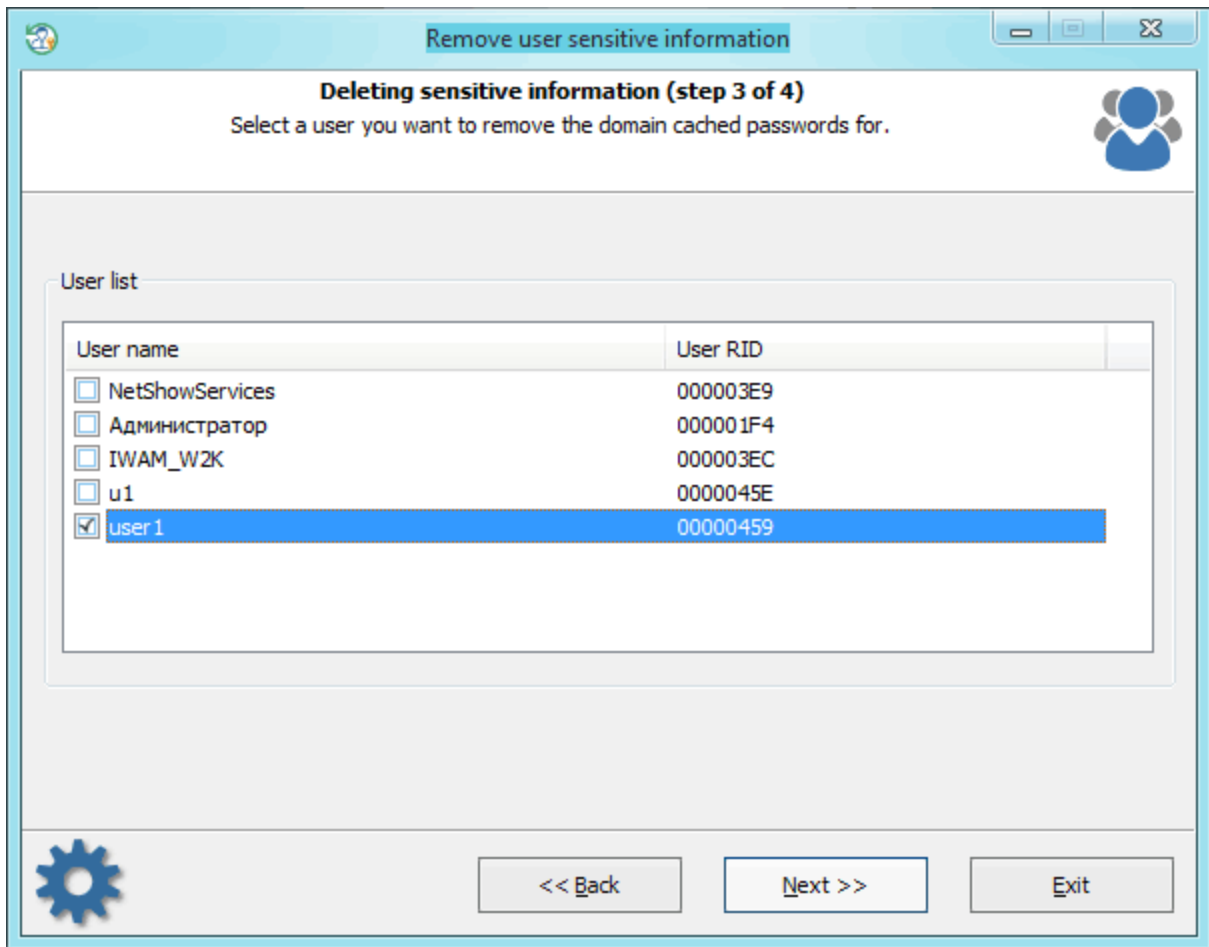 Remove user sensitive information
Deleting sensitive information (step 3 of 4)
Select a user you want to remove the domain cached passwords for.
User list
User name User RID
NetShowServices 000003E9
Администратор 000001F4
IWAM_W2K 000003EC
u1 0000045E
user1 00000459
<< Back Next >> Exit